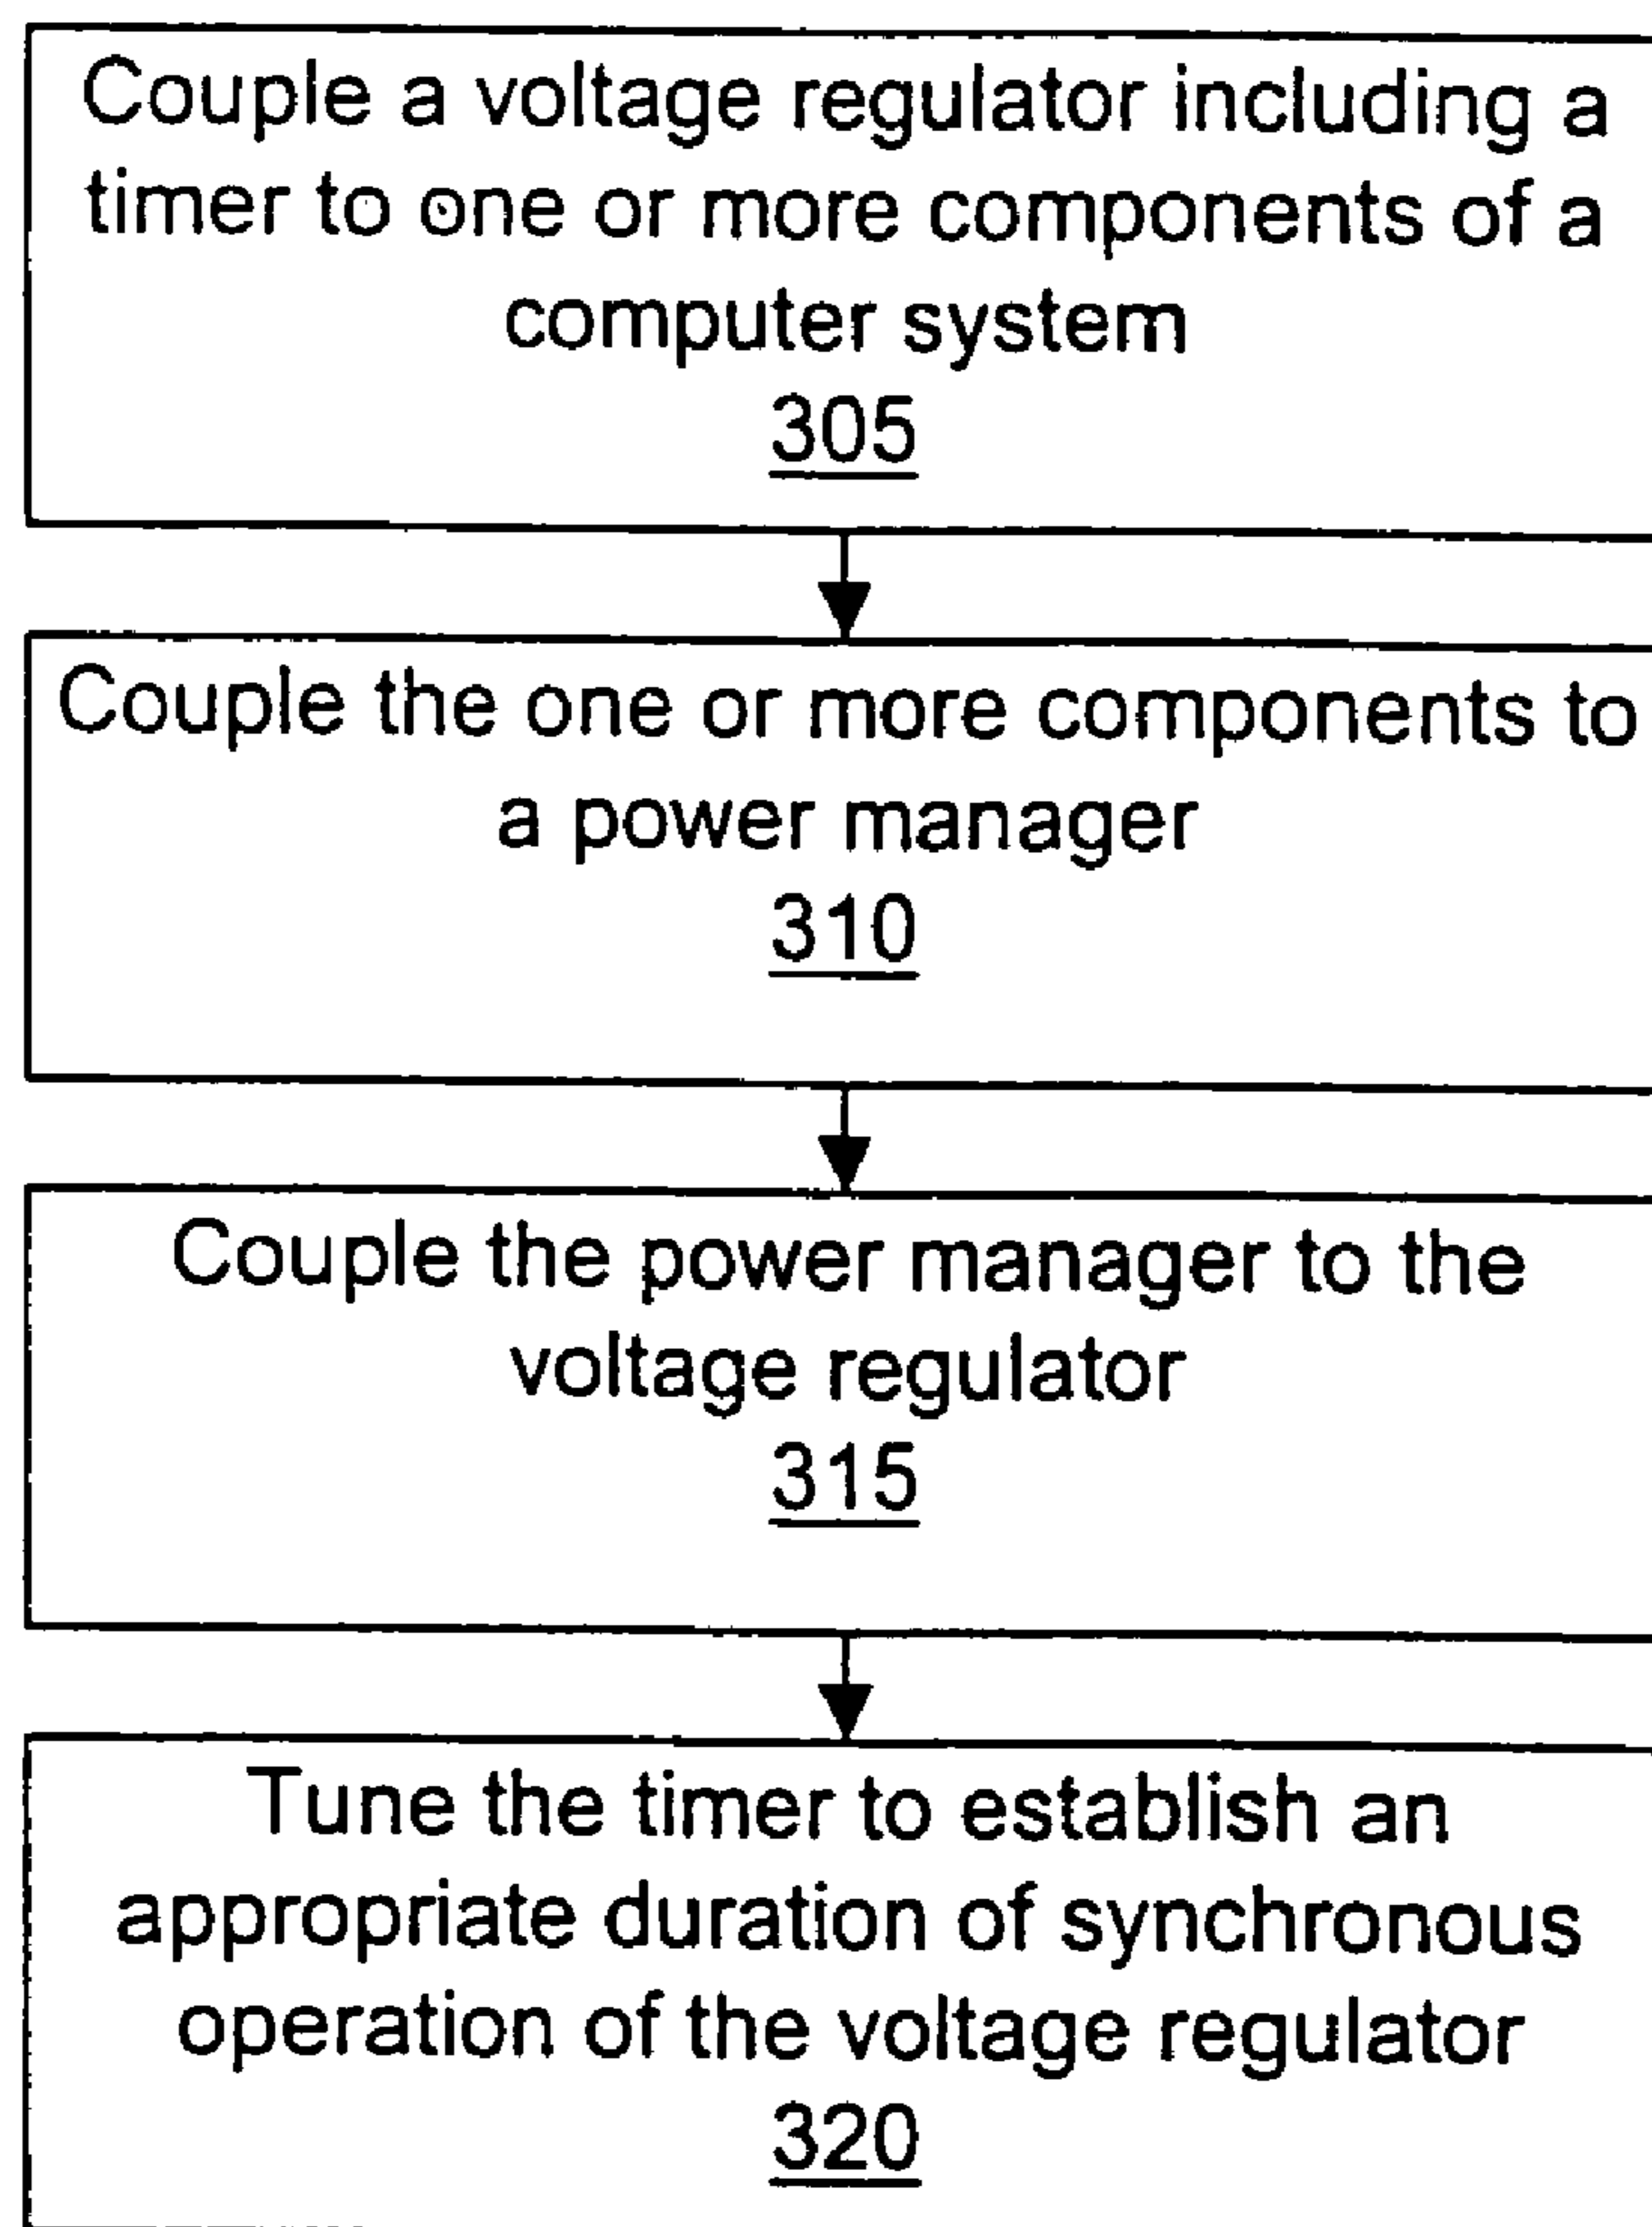 Couple a voltage regulator including a
timer to one or more components of a
computer system
305
Couple the one or more components to
a power manager
310
Couple the power manager to the
voltage regulator
315
Tune the timer to establish an
appropriate duration of synchronous
operation of the voltage regulator
320